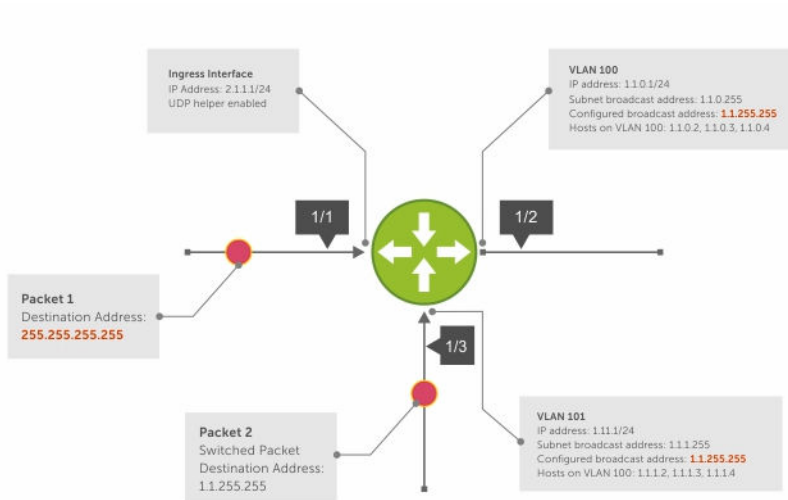 Ingress Interface
IP Address: 2.1.1.1/24
UDP helper enabled
VLAN 100
IP address: 1.1.0.1/24
Subnet broadcast address: 1.1.0.255
Configured broadcast address: 1.1.255.255
Hosts on VLAN 100: 1.1.0.2, 1.1.0.3, 1.1.0.4
1/1
1/2
Packet 1
Destination Address:
255.255.255.255
1/3
Packet 2
Switched Packet
Destination Address:
1.1.255.255
VLAN 101
IP address: 1.11.1/24
Subnet broadcast address: 1.1.1.255
Configured broadcast address: 1.1.255.255
Hosts on VLAN 100: 1.1.1.2, 1.1.1.3, 1.1.1.4